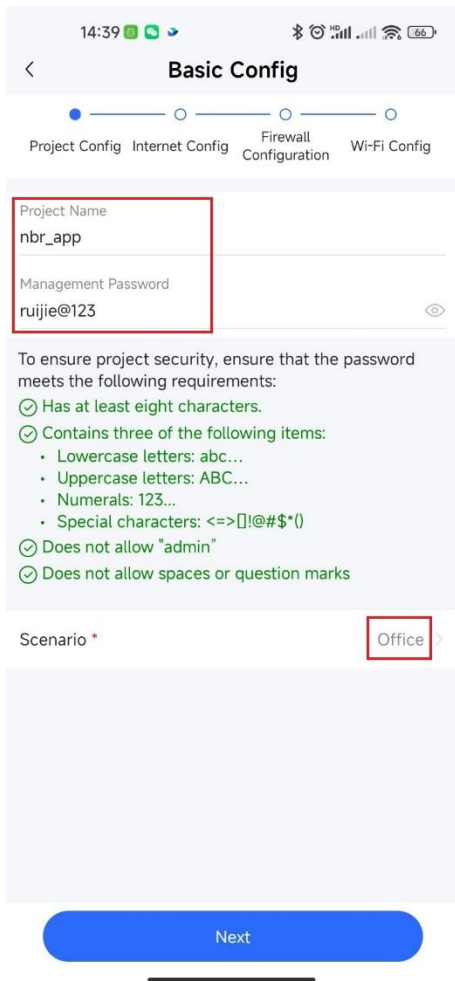 14:39
HD
66
Basic Config
Project Config Internet Config Firewall Configuration Wi-Fi Config
Project Name
nbr_app
Management Password
ruijie@123
To ensure project security, ensure that the password
meets the following requirements:
Has at least eight characters.
Contains three of the following items:
• Lowercase letters: abc...
• Uppercase letters: ABC...
• Numerals: 123...
• Special characters: <=>[]!@#$*()
Does not allow "admin"
Does not allow spaces or question marks
Scenario *
Office
Next